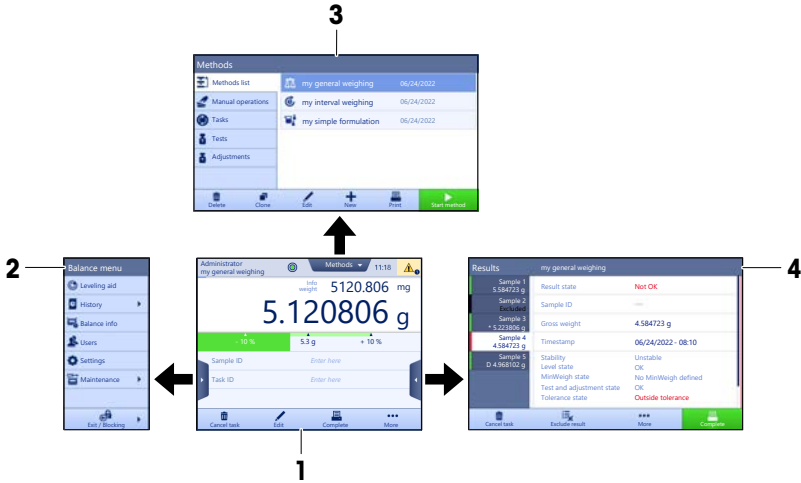 3
Methods
Methods list
my general weighing 06/24/2022
Manual operations
my interval weighing 06/24/2022
Tasks
my simple formulation 06/24/2022
Tests
Adjustments
Delete Clone Edit New Print Start method
2
Balance menu
Leveling aid
History
Balance info
Users
Settings
Maintenance
Exit / Blocking
Administrator
my general weighing
Methods
11:18
Info
weight
5120.806 mg
5.120806 g
- 10 % 5.3 g + 10 %
Sample ID Enter here
Task ID Enter here
Cancel task Edit Complete More
1
4
Results my general weighing
Sample 1
5.584723 g
Sample 2
Excluded
Sample 3
* 5.223806 g
Sample 4
4.584723 g
Sample 5
D 4.968102 g
Result state Not OK
Sample ID
Gross weight 4.584723 g
Timestamp 06/24/2022 - 08:10
Stability Unstable
Level state OK
MinWeigh state No MinWeigh defined
Test and adjustment state OK
Tolerance state Outside tolerance
Cancel task Exclude result More Complete